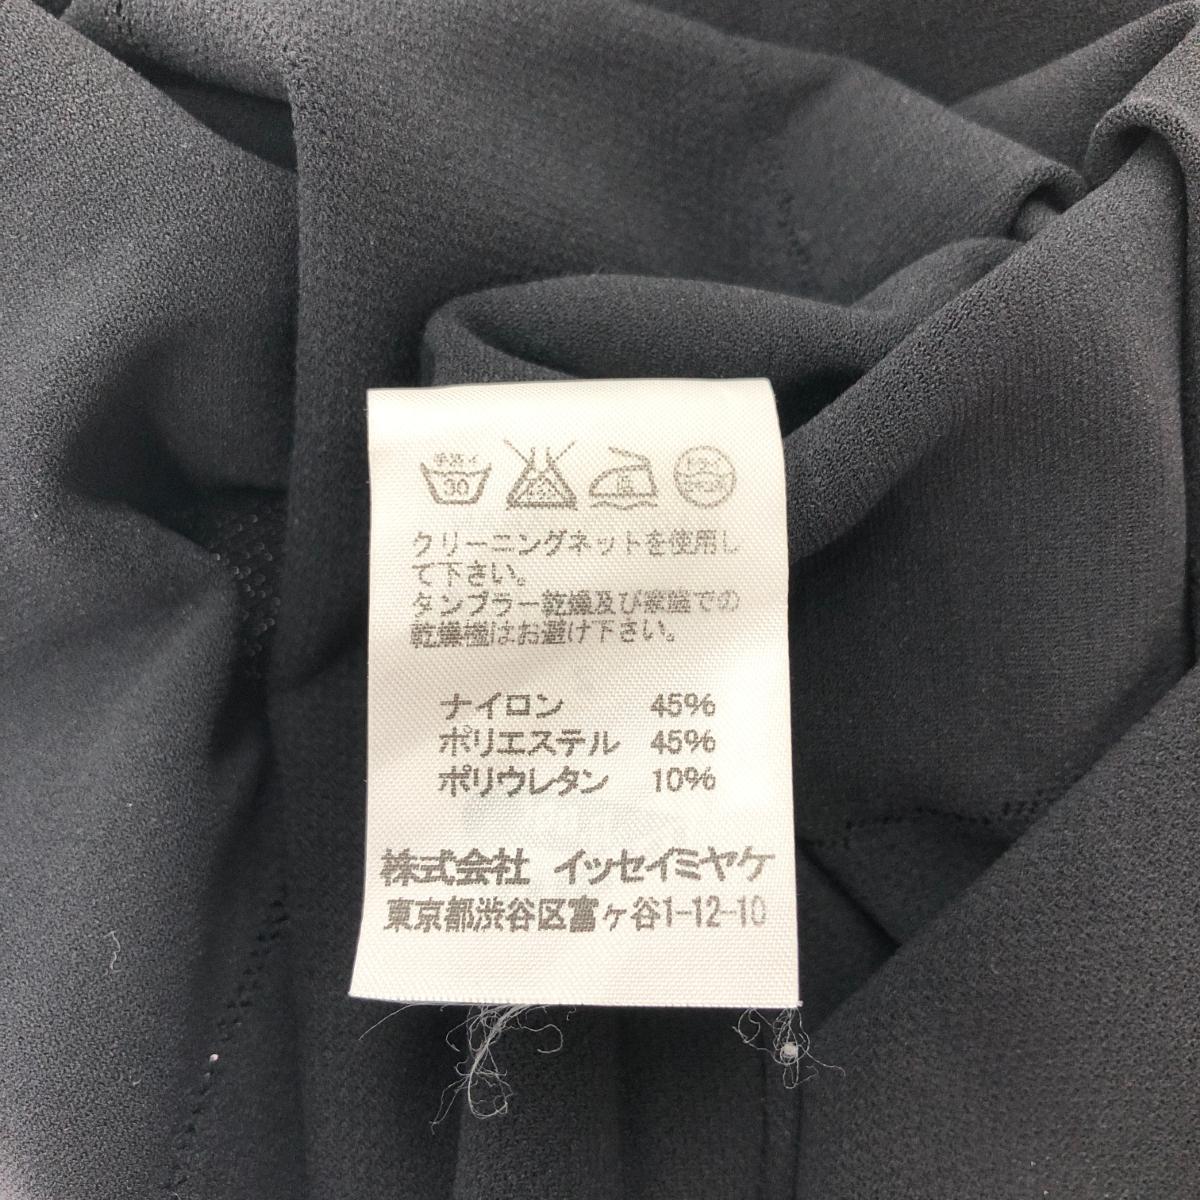 手洗イ
30
クリーニングネットを使用し
て下さい。
タンブラー乾燥及び家庭での
乾燥機はお避け下さい。
ナイロン 45%
ポリエステル 45%
ポリウレタン 10%
株式会社 イッセイミヤケ
東京都渋谷区富ヶ谷1-12-10